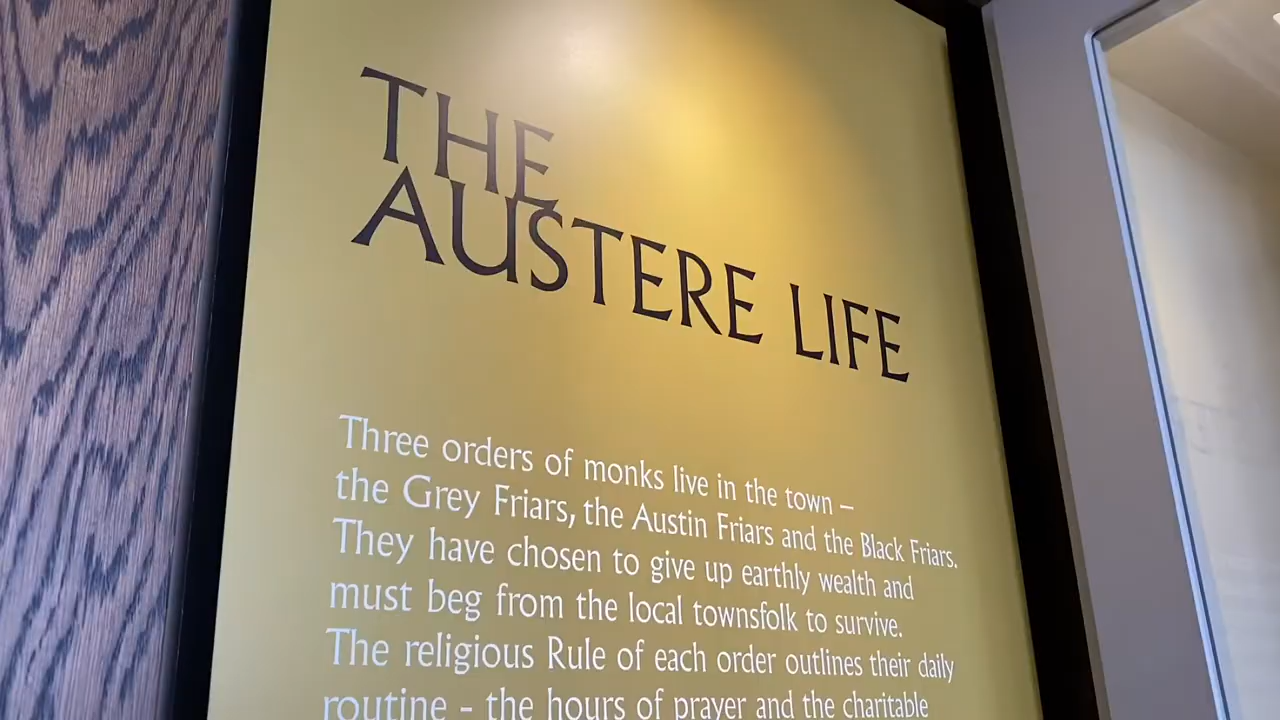 THE
AUSTERE LIFE
Three orders of monks live in the town –
the Grey Friars, the Austin Friars and the Black Friars.
They have chosen to give up earthly wealth and
must beg from the local townsfolk to survive.
The religious Rule of each order outlines their daily
routine - the hours of prayer and the charitable